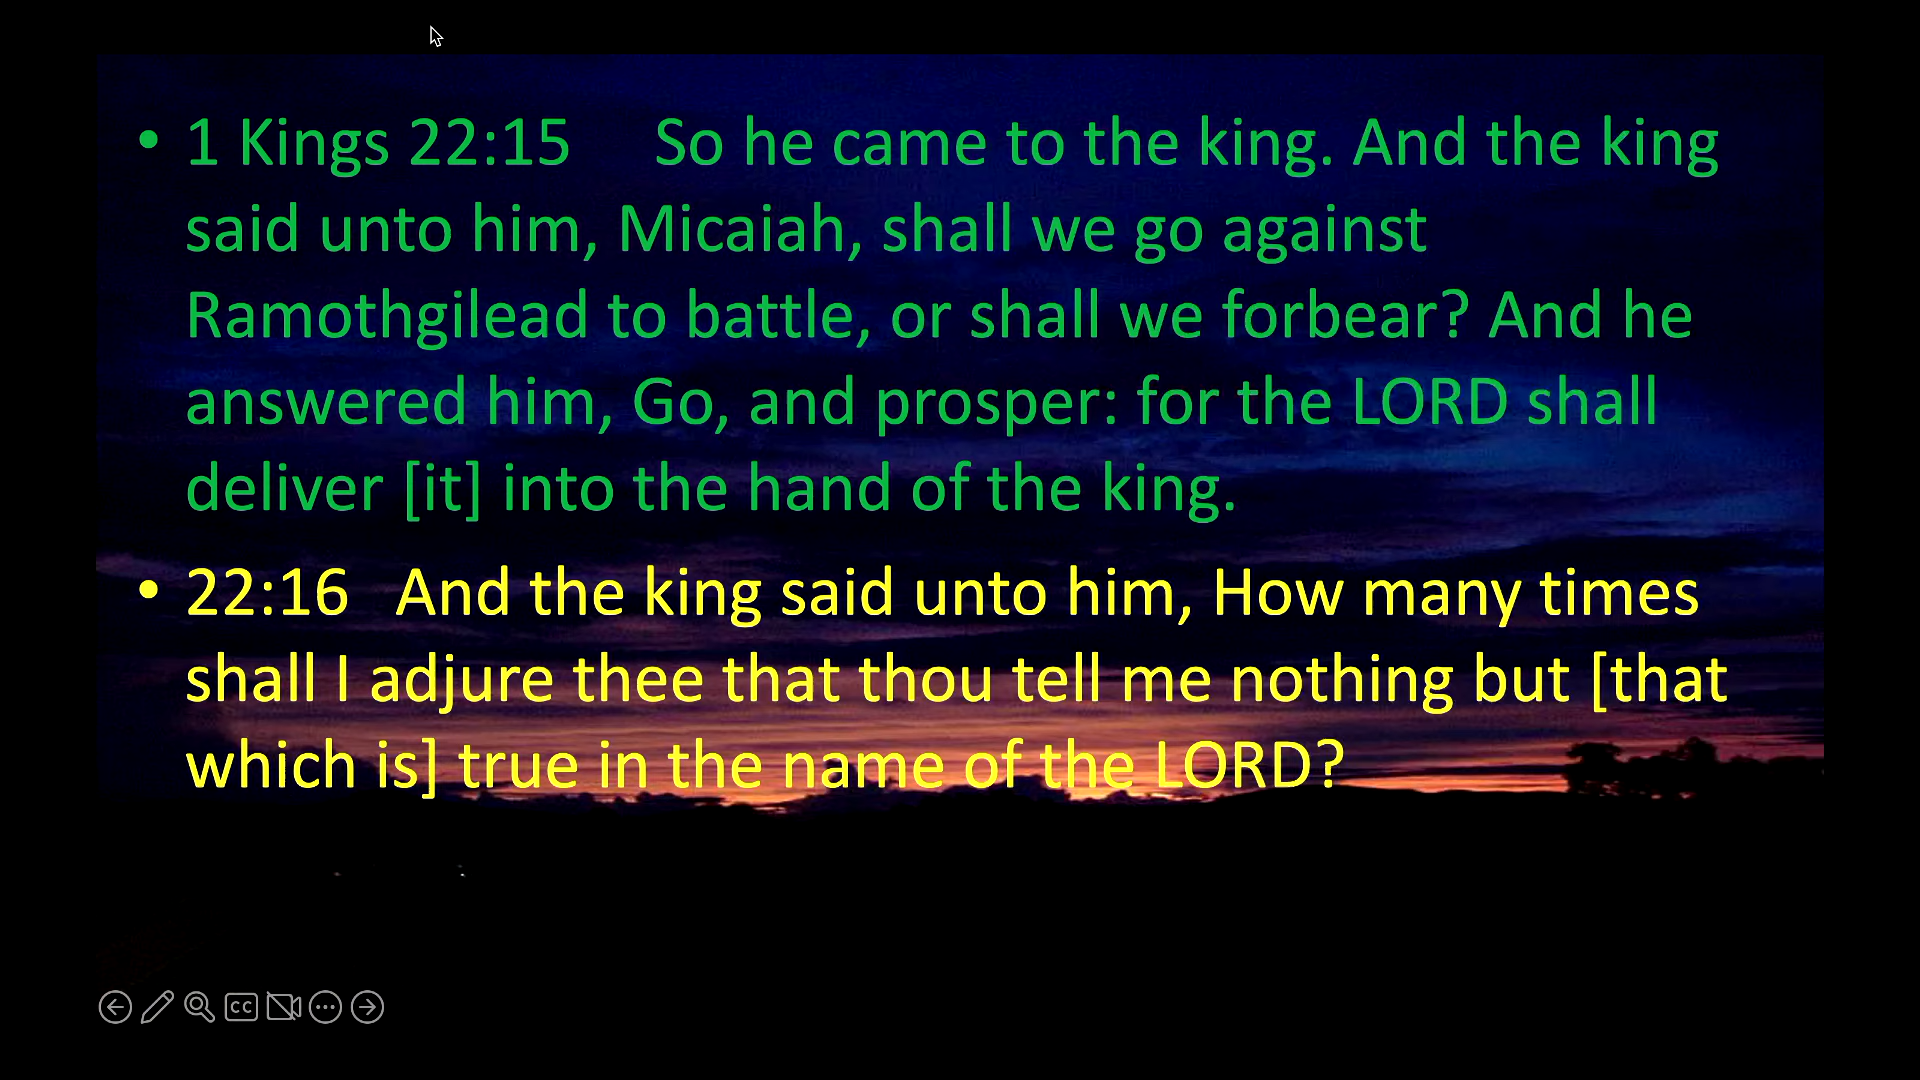 • 1 Kings 22:15 So he came to the king. And the king
said unto him, Micaiah, shall we go against
Ramothgilead to battle, or shall we forbear? And he
answered him, Go, and prosper: for the LORD shall
deliver [it] into the hand of the king.
• 22:16 And the king said unto him, How many times
shall I adjure thee that thou tell me nothing but [that
which is] true in the name of the LORD?
CC